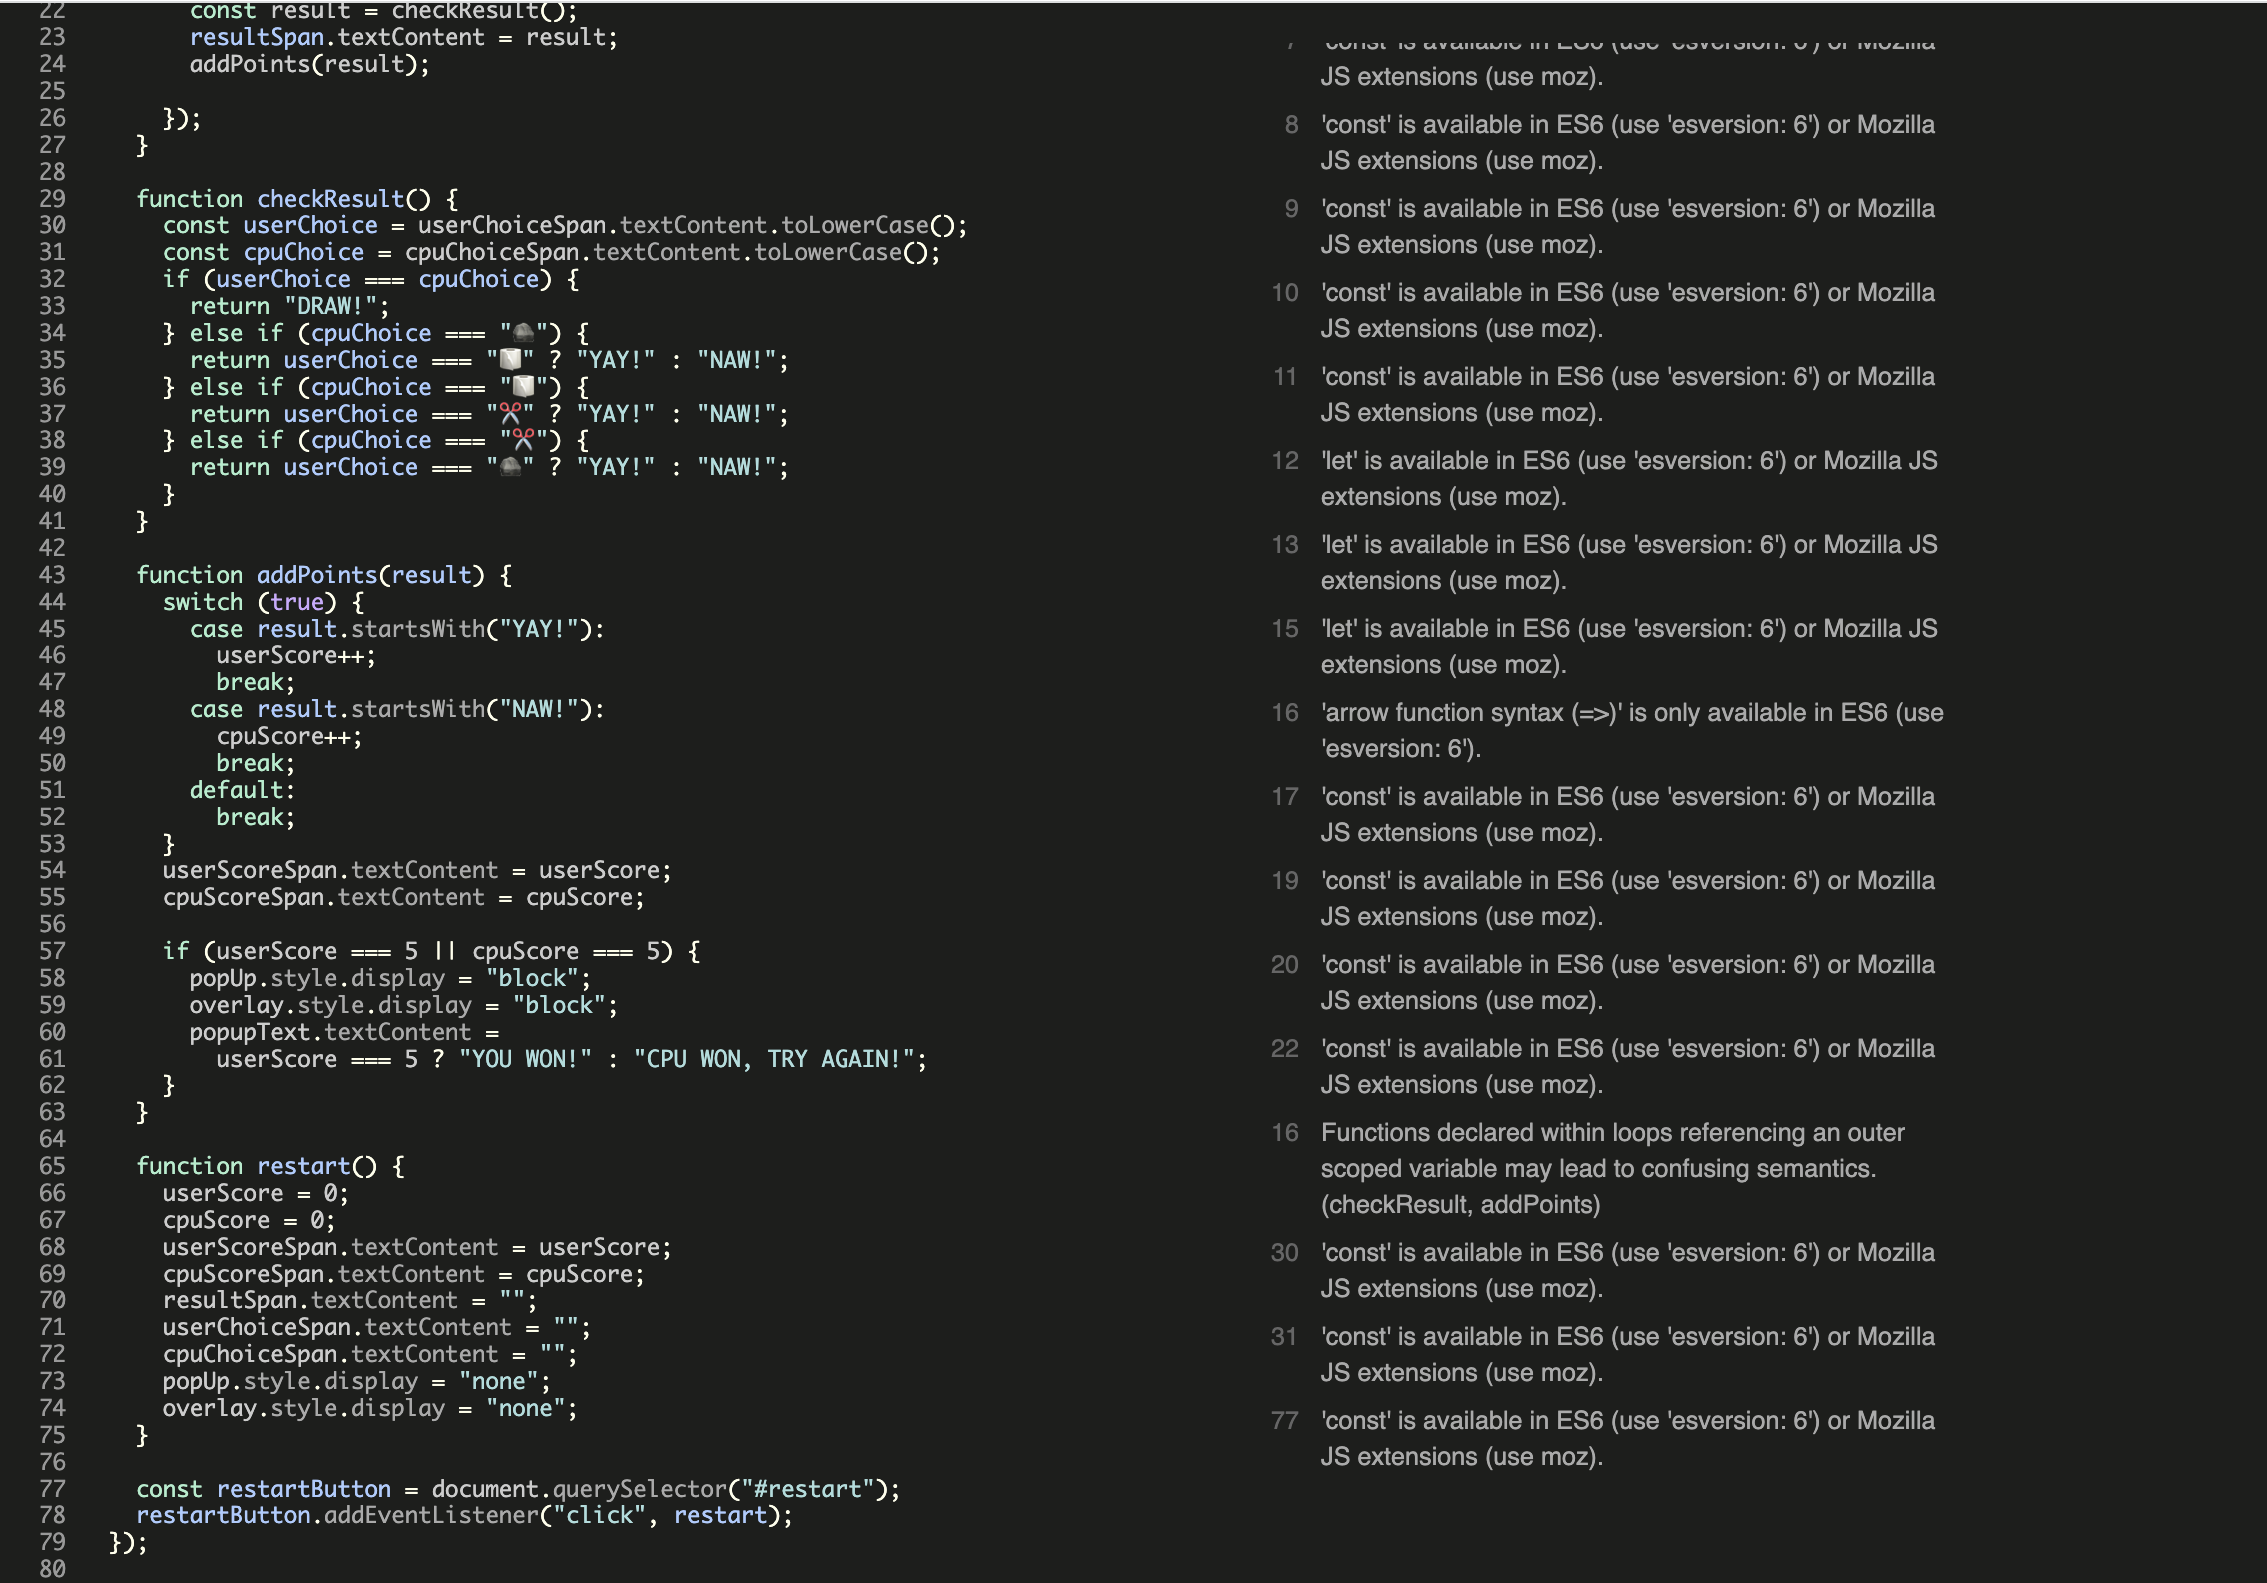 22 const result = checkResult();
23 resultSpan.textContent = result;
24 addPoints(result);
25
26 });
27 }
28
29 function checkResult() {
30 const userChoice = userChoiceSpan.textContent.toLowerCase();
31 const cpuChoice = cpuChoiceSpan.textContent.toLowerCase();
32 if (userChoice === cpuChoice) {
33 return "DRAW!";
34 } else if (cpuChoice === "🪨") {
35 return userChoice === "🧻" ? "YAY!" : "NAW!";
36 } else if (cpuChoice === "🧻") {
37 return userChoice === "✂️" ? "YAY!" : "NAW!";
38 } else if (cpuChoice === "✂️") {
39 return userChoice === "🪨" ? "YAY!" : "NAW!";
40 }
41 }
42
43 function addPoints(result) {
44 switch (true) {
45 case result.startsWith("YAY!"):
46 userScore++;
47 break;
48 case result.startsWith("NAW!"):
49 cpuScore++;
50 break;
51 default:
52 break;
53 }
54 userScoreSpan.textContent = userScore;
55 cpuScoreSpan.textContent = cpuScore;
56
57 if (userScore === 5 || cpuScore === 5) {
58 popUp.style.display = "block";
59 overlay.style.display = "block";
60 popupText.textContent =
61 userScore === 5 ? "YOU WON!" : "CPU WON, TRY AGAIN!";
62 }
63 }
64
65 function restart() {
66 userScore = 0;
67 cpuScore = 0;
68 userScoreSpan.textContent = userScore;
69 cpuScoreSpan.textContent = cpuScore;
70 resultSpan.textContent = "";
71 userChoiceSpan.textContent = "";
72 cpuChoiceSpan.textContent = "";
73 popUp.style.display = "none";
74 overlay.style.display = "none";
75 }
76
77 const restartButton = document.querySelector("#restart");
78 restartButton.addEventListener("click", restart);
79 });
80
7 'const' is available in ES6 (use 'esversion: 6') or Mozilla
JS extensions (use moz).
8 'const' is available in ES6 (use 'esversion: 6') or Mozilla
JS extensions (use moz).
9 'const' is available in ES6 (use 'esversion: 6') or Mozilla
JS extensions (use moz).
10 'const' is available in ES6 (use 'esversion: 6') or Mozilla
JS extensions (use moz).
11 'const' is available in ES6 (use 'esversion: 6') or Mozilla
JS extensions (use moz).
12 'let' is available in ES6 (use 'esversion: 6') or Mozilla JS
extensions (use moz).
13 'let' is available in ES6 (use 'esversion: 6') or Mozilla JS
extensions (use moz).
15 'let' is available in ES6 (use 'esversion: 6') or Mozilla JS
extensions (use moz).
16 'arrow function syntax (=>)' is only available in ES6 (use
'esversion: 6').
17 'const' is available in ES6 (use 'esversion: 6') or Mozilla
JS extensions (use moz).
19 'const' is available in ES6 (use 'esversion: 6') or Mozilla
JS extensions (use moz).
20 'const' is available in ES6 (use 'esversion: 6') or Mozilla
JS extensions (use moz).
22 'const' is available in ES6 (use 'esversion: 6') or Mozilla
JS extensions (use moz).
16 Functions declared within loops referencing an outer
scoped variable may lead to confusing semantics.
(checkResult, addPoints)
30 'const' is available in ES6 (use 'esversion: 6') or Mozilla
JS extensions (use moz).
31 'const' is available in ES6 (use 'esversion: 6') or Mozilla
JS extensions (use moz).
77 'const' is available in ES6 (use 'esversion: 6') or Mozilla
JS extensions (use moz).